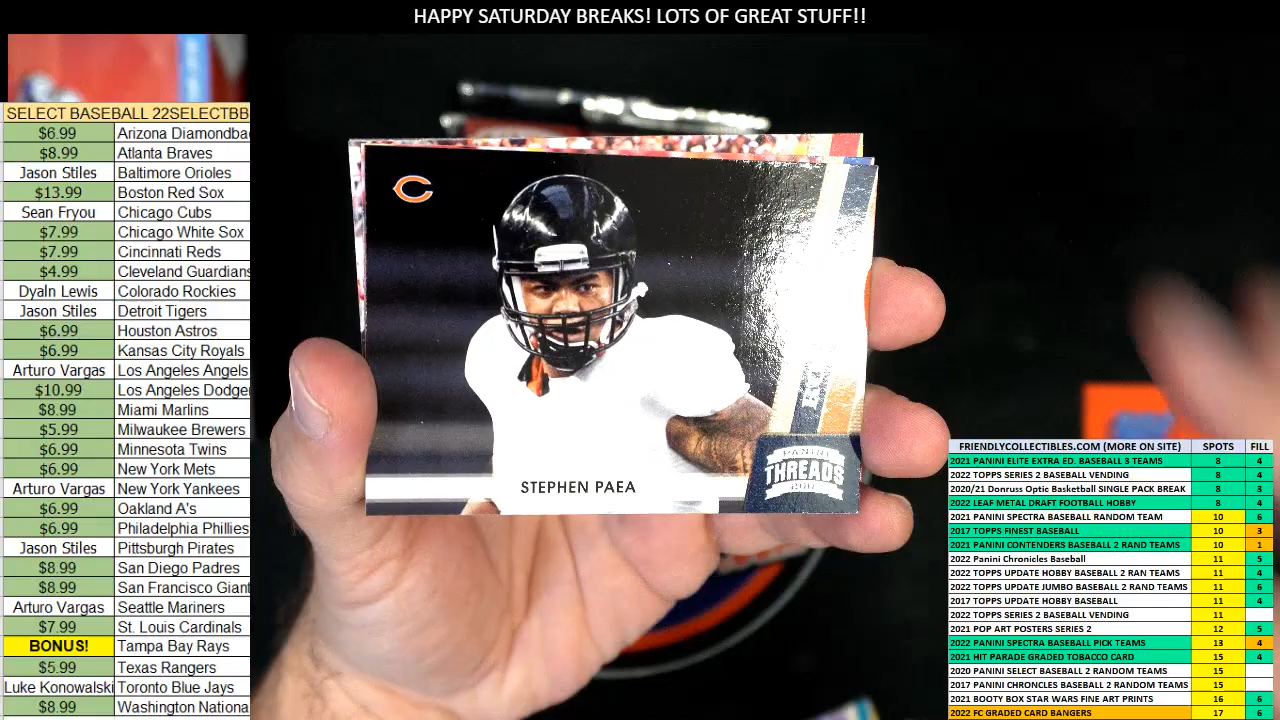 HAPPY SATURDAY BREAKS! LOTS OF GREAT STUFF!!
SELECT BASEBALL 22SELECTBB
$6.99 Arizona Diamondba
$8.99 Atlanta Braves
Jason Stiles Baltimore Orioles
$13.99 Boston Red Sox
Sean Fryou Chicago Cubs
$7.99 Chicago White Sox
$7.99 Cincinnati Reds
$4.99 Cleveland Guardians
Dyaln Lewis Colorado Rockies
Jason Stiles Detroit Tigers
$6.99 Houston Astros
$6.99 Kansas City Royals
Arturo Vargas Los Angeles Angels
$10.99 Los Angeles Dodge
$8.99 Miami Marlins
$5.99 Milwaukee Brewers
$6.99 Minnesota Twins
$6.99 New York Mets
Arturo Vargas New York Yankees
$6.99 Oakland A's
$6.99 Philadelphia Phillies
Jason Stiles Pittsburgh Pirates
$8.99 San Diego Padres
$8.99 San Francisco Giant
Arturo Vargas Seattle Mariners
$7.99 St. Louis Cardinals
BONUS! Tampa Bay Rays
$5.99 Texas Rangers
Luke Konowalski Toronto Blue Jays
$8.99 Washington Nationa
STEPHEN PAEA
PANINI
THREADS
2011
FRIENDLYCOLLECTIBLES.COM (MORE ON SITE) SPOTS FILL
2021 PANINI ELITE EXTRA ED. BASEBALL 3 TEAMS 8 4
2022 TOPPS SERIES 2 BASEBALL VENDING 8 4
2020/21 Donruss Optic Basketball SINGLE PACK BREAK 8 3
2022 LEAF METAL DRAFT FOOTBALL HOBBY 8 4
2021 PANINI SPECTRA BASEBALL RANDOM TEAM 10 6
2017 TOPPS FINEST BASEBALL 10 3
2021 PANINI CONTENDERS BASEBALL 2 RAND TEAMS 10 1
2022 Panini Chronicles Baseball 11 5
2022 TOPPS UPDATE HOBBY BASEBALL 2 RAN TEAMS 11 4
2022 TOPPS UPDATE JUMBO BASEBALL 2 RAND TEAMS 11 6
2017 TOPPS UPDATE HOBBY BASEBALL 11 4
2022 TOPPS SERIES 2 BASEBALL VENDING 11
2021 POP ART POSTERS SERIES 2 12 5
2022 PANINI SPECTRA BASEBALL PICK TEAMS 13 4
2021 HIT PARADE GRADED TOBACCO CARD 15 4
2020 PANINI SELECT BASEBALL 2 RANDOM TEAMS 15
2017 PANINI CHRONCLES BASEBALL 2 RANDOM TEAMS 15
2021 BOOTY BOX STAR WARS FINE ART PRINTS 16 6
2022 FC GRADED CARD BANGERS 17 6